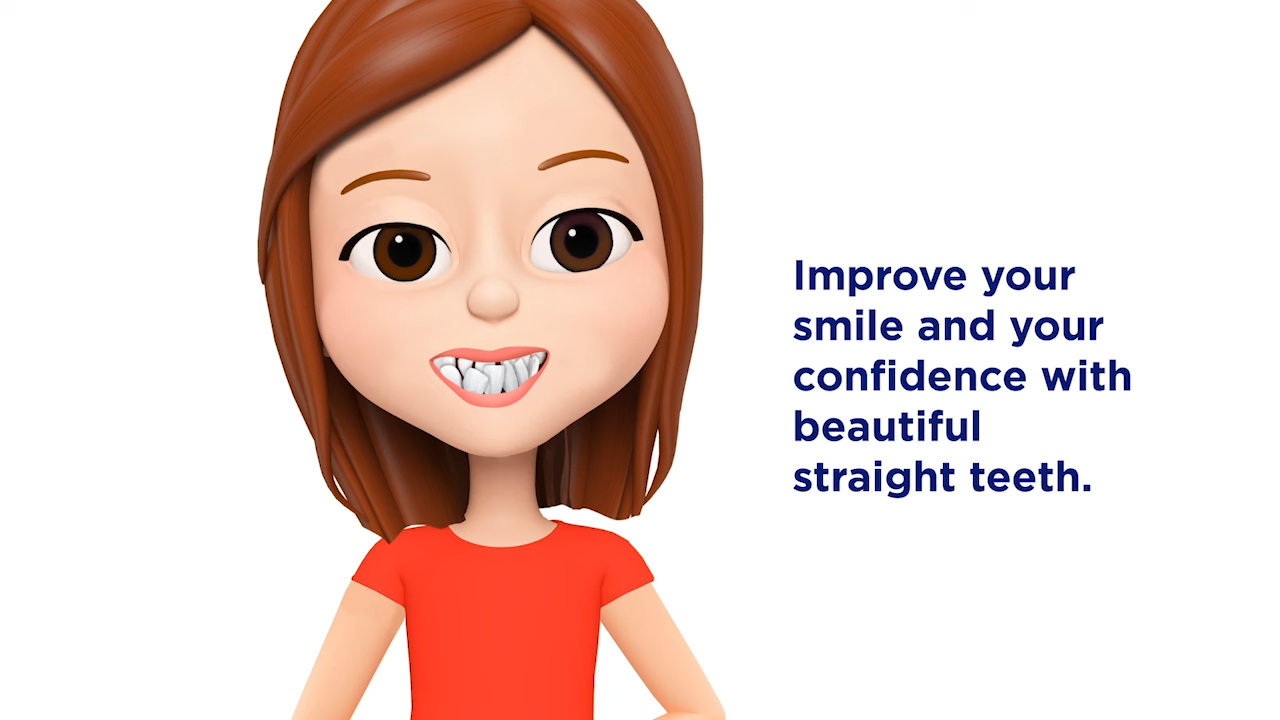 Improve your
smile and your
confidence with
beautiful
straight teeth.